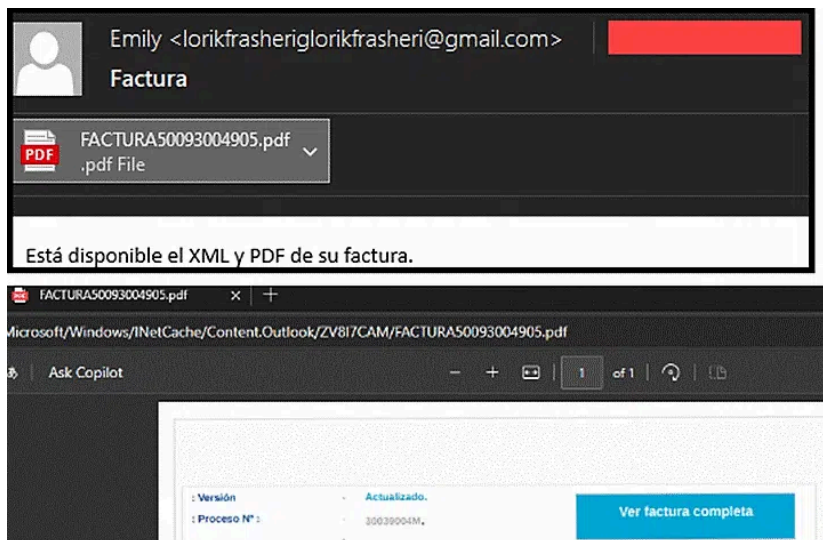 Emily <lorikfrasheriglorikfrasheri@gmail.com>
Factura
PDF
FACTURA50093004905.pdf
.pdf File
Está disponible el XML y PDF de su factura.
FACTURA50093004905.pdf
Microsoft/Windows/INetCache/Content.Outlook/ZV8I7CAM/FACTURA50093004905.pdf
Ask Copilot
1 of 1
: Versión - Actualizado.
: Proceso N° : - 30039004M.
Ver factura completa